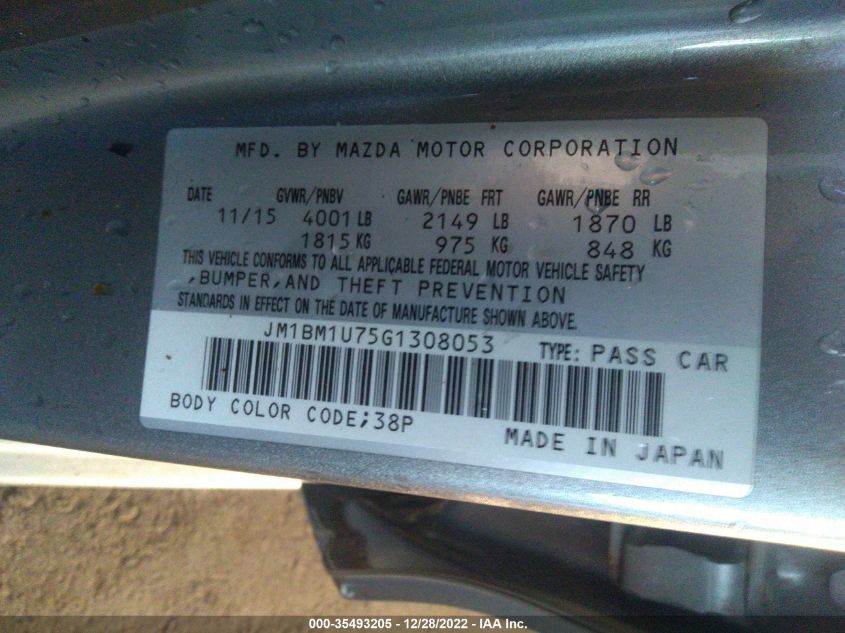 MFD. BY MAZDA MOTOR CORPORATION
DATE GVWR/PNBV GAWR/PNBE FRT GAWR/PNBE RR
11/15 4001 LB 2149 LB 1870 LB
1815 KG 975 KG 848 KG
THIS VEHICLE CONFORMS TO ALL APPLICABLE FEDERAL MOTOR VEHICLE SAFETY
,BUMPER,AND THEFT PREVENTION
STANDARDS IN EFFECT ON THE DATE OF MANUFACTURE SHOWN ABOVE.
JM1BM1U75G1308053 TYPE: PASS CAR
BODY COLOR CODE;38P
MADE IN JAPAN
000-35493205 - 12/28/2022 - IAA Inc.